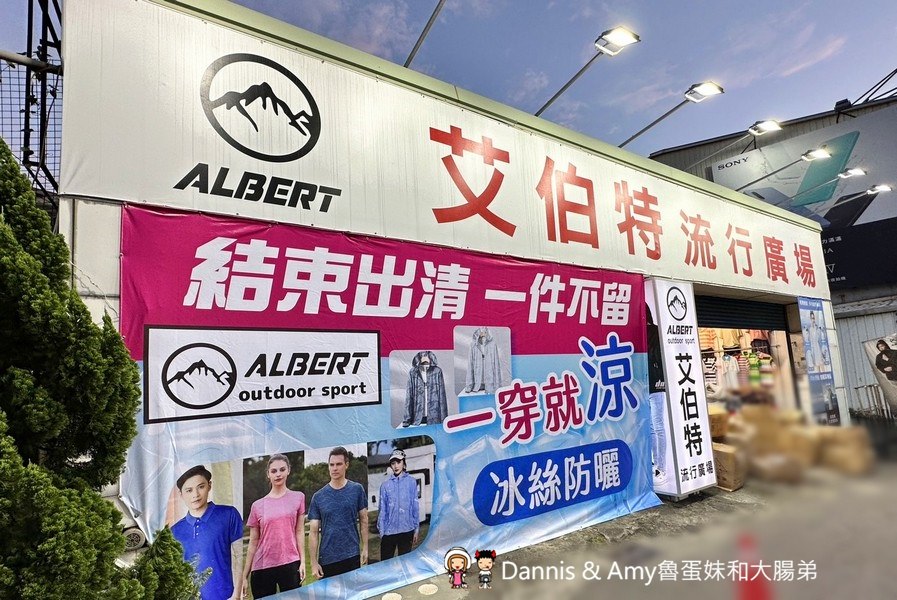 ALBERT
艾伯特流行廣場
SONY
結束出清 一件不留
ALBERT
outdoor sport
一穿就涼
冰絲防曬
ALBERT
outdoor sport
艾伯特
流行廣場
Dannis & Amy魯蛋妹和大腸弟